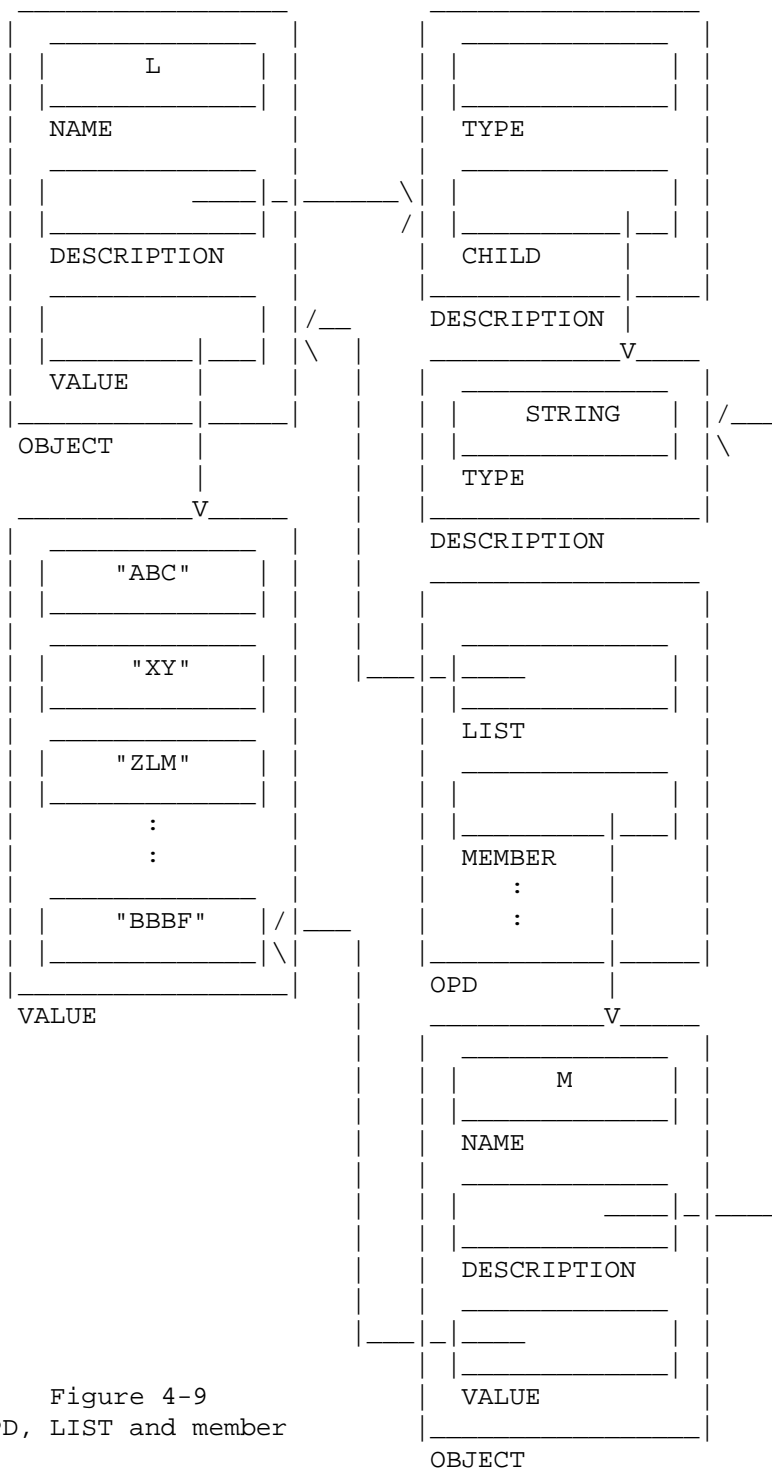 L
NAME
DESCRIPTION
VALUE
OBJECT
"ABC"
"XY"
"ZLM"
:
:
"BBBF"
VALUE
TYPE
CHILD
DESCRIPTION
STRING
TYPE
DESCRIPTION
LIST
MEMBER
:
:
OPD
M
NAME
DESCRIPTION
VALUE
OBJECT
Figure 4-9
PD, LIST and member